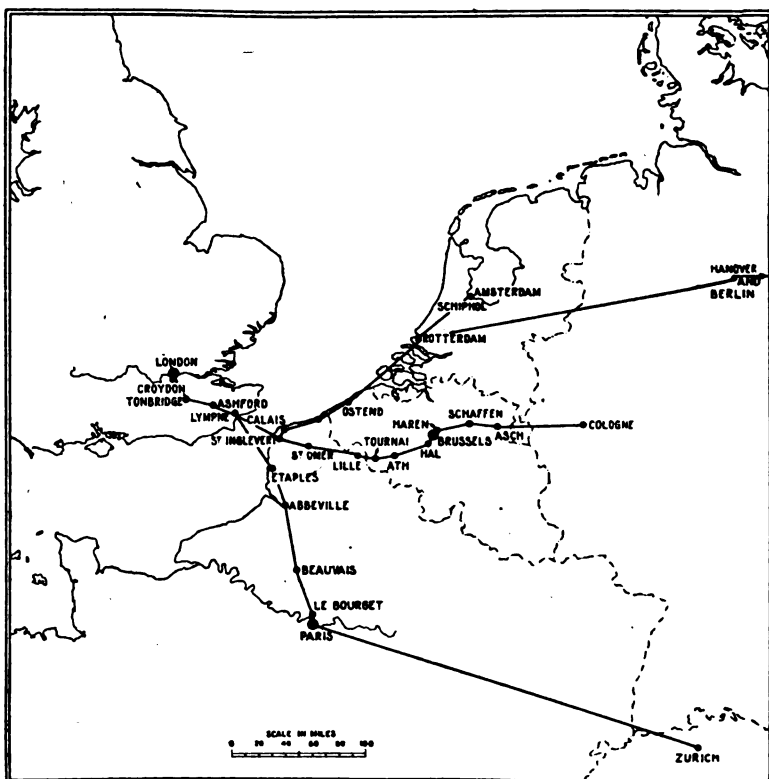 HANOVER
AND
BERLIN
AMSTERDAM
SCHIPHOL
ROTTERDAM
LONDON
CROYDON
TONBRIDGE
ASHFORD
LYMPNE
CALAIS
OSTEND
ST INGLEVERT
ST OMER
LILLE
TOURNAI
ATH
HAL
HAREN
BRUSSELS
SCHAFFEN
ASCH
COLOGNE
ETAPLES
ABBEVILLE
BEAUVAIS
LE BOURGET
PARIS
ZURICH
SCALE IN MILES
0 20 40 60 80 100